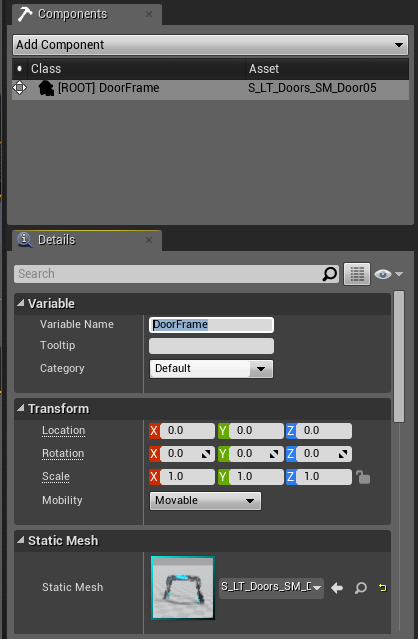 Components
Add Component
Class Asset
[ROOT] DoorFrame S_LT_Doors_SM_Door05
Details
Search
Variable
Variable Name DoorFrame
Tooltip
Category Default
Transform
Location X 0.0 Y 0.0 Z 0.0
Rotation X 0.0 Y 0.0 Z 0.0
Scale X 1.0 Y 1.0 Z 1.0
Mobility Movable
Static Mesh
Static Mesh S_LT_Doors_SM_D